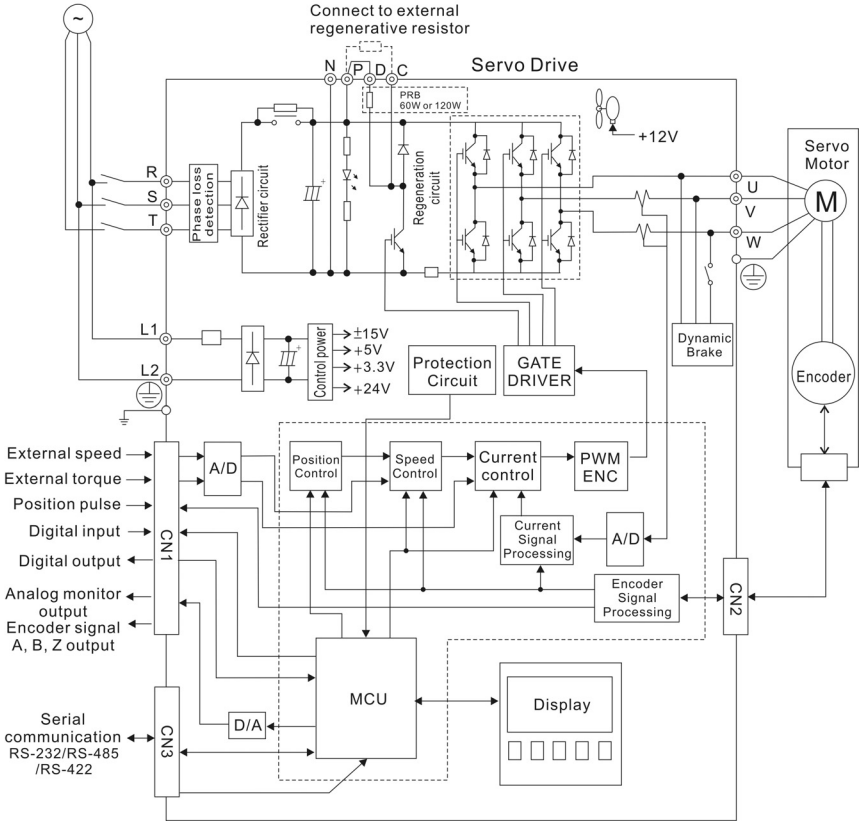 Connect to external
regenerative resistor
~
N
P
D
C
Servo Drive
PRB
60W or 120W
+12V
Servo
Motor
R
S
T
Phase loss
detection
Rectifier circuit
+
Regeneration
circuit
U
V
W
M
L1
L2
+
Control power
±15V
+5V
+3.3V
+24V
Protection
Circuit
GATE
DRIVER
Dynamic
Brake
Encoder
External speed
External torque
Position pulse
Digital input
Digital output
Analog monitor
output
Encoder signal
A, B, Z output
CN1
A/D
Position
Control
Speed
Control
Current
control
PWM
ENC
Current
Signal
Processing
A/D
Encoder
Signal
Processing
CN2
MCU
D/A
Display
Serial
communication
RS-232/RS-485
/RS-422
CN3